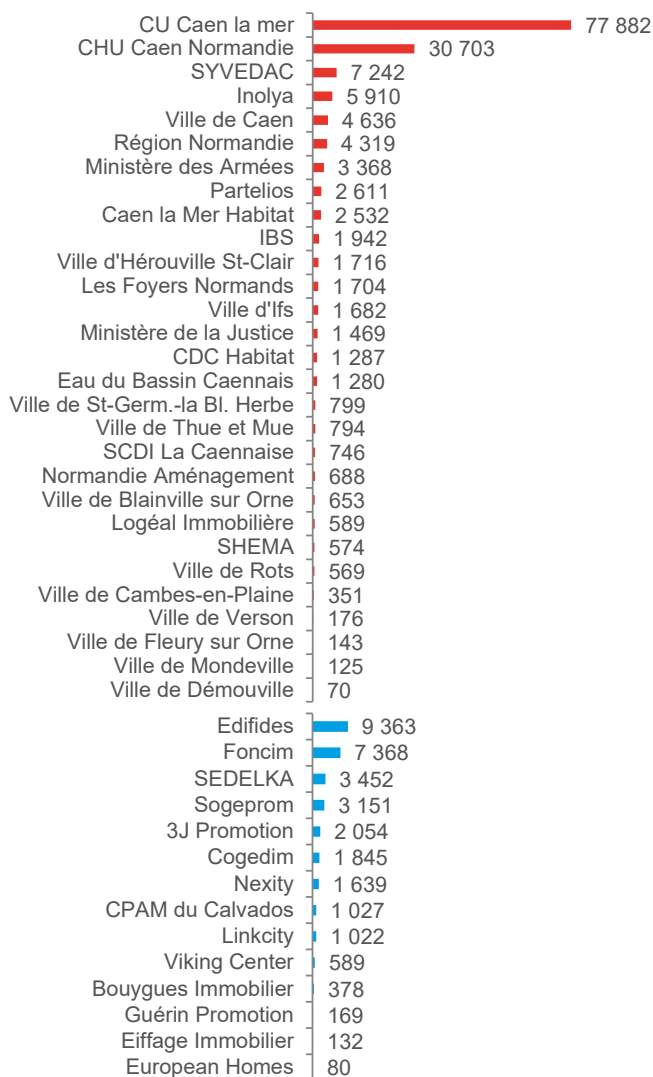 CU Caen la mer 77 882
CHU Caen Normandie 30 703
SYVEDAC 7 242
Inolya 5 910
Ville de Caen 4 636
Région Normandie 4 319
Ministère des Armées 3 368
Partelios 2 611
Caen la Mer Habitat 2 532
IBS 1 942
Ville d'Hérouville St-Clair 1 716
Les Foyers Normands 1 704
Ville d'Ifs 1 682
Ministère de la Justice 1 469
CDC Habitat 1 287
Eau du Bassin Caennais 1 280
Ville de St-Germ.-la Bl. Herbe 799
Ville de Thue et Mue 794
SCDI La Caennaise 746
Normandie Aménagement 688
Ville de Blainville sur Orne 653
Logéal Immobilière 589
SHEMA 574
Ville de Rots 569
Ville de Cambes-en-Plaine 351
Ville de Verson 176
Ville de Fleury sur Orne 143
Ville de Mondeville 125
Ville de Démouville 70
Edifides 9 363
Foncim 7 368
SEDELKA 3 452
Sogeprom 3 151
3J Promotion 2 054
Cogedim 1 845
Nexity 1 639
CPAM du Calvados 1 027
Linkcity 1 022
Viking Center 589
Bouygues Immobilier 378
Guérin Promotion 169
Eiffage Immobilier 132
European Homes 80